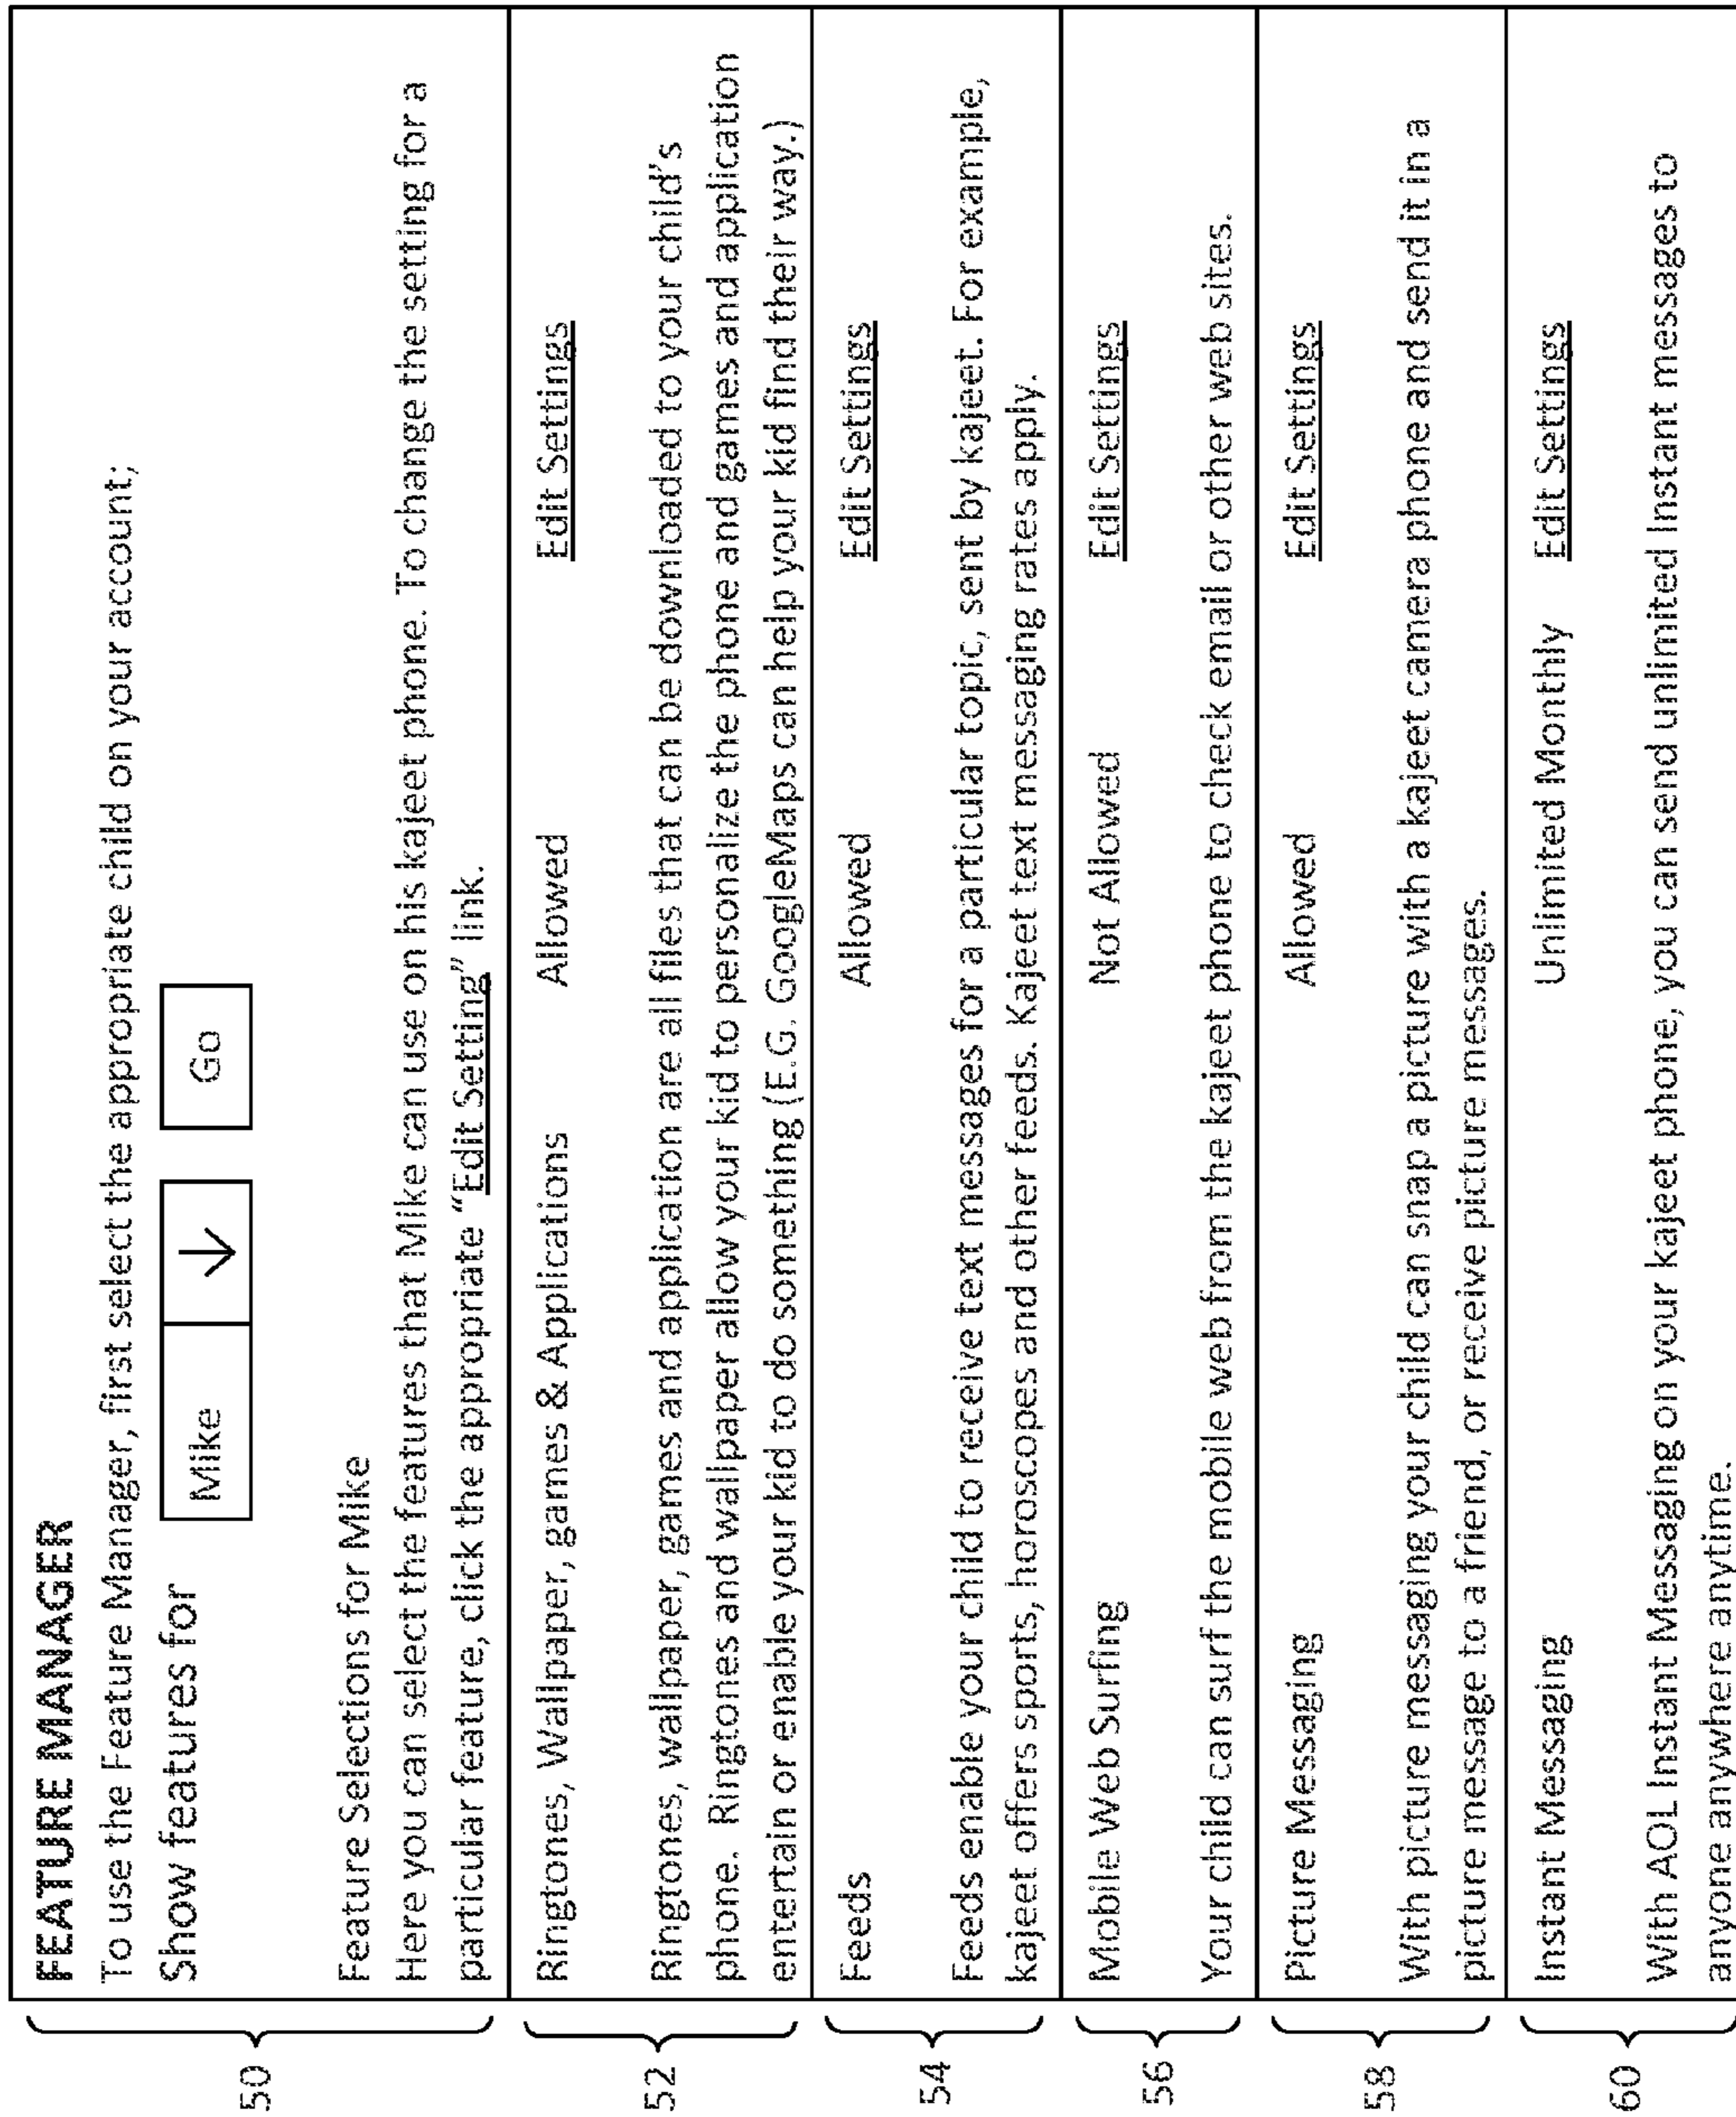 FEATURE MANAGER
To use the Feature Manager, first select the appropriate child on your account;
Show features for Mike ↓ Go
Feature Selections for Mike
Here you can select the features that Mike can use on his kajeet phone. To change the setting for a
particular feature, click the appropriate “Edit Setting” link.
50
Ringtones, Wallpaper, games & Applications Allowed Edit Settings
Ringtones, wallpaper, games and application are all files that can be downloaded to your child's
phone. Ringtones and wallpaper allow your kid to personalize the phone and games and application
entertain or enable your kid to do something (E.G. GoogleMaps can help your kid find their way.)
52
Feeds Allowed Edit Settings
Feeds enable your child to receive text messages for a particular topic, sent by kajeet. For example,
kajeet offers sports, horoscopes and other feeds. Kajeet text messaging rates apply.
54
Mobile Web Surfing Not Allowed Edit Settings
Your child can surf the mobile web from the kajeet phone to check email or other web sites.
56
Picture Messaging Allowed Edit Settings
With picture messaging your child can snap a picture with a kajeet camera phone and send it in a
picture message to a friend, or receive picture messages.
58
Instant Messaging Unlimited Monthly Edit Settings
With AOL Instant Messaging on your kajeet phone, you can send unlimited Instant messages to
anyone anywhere anytime.
60